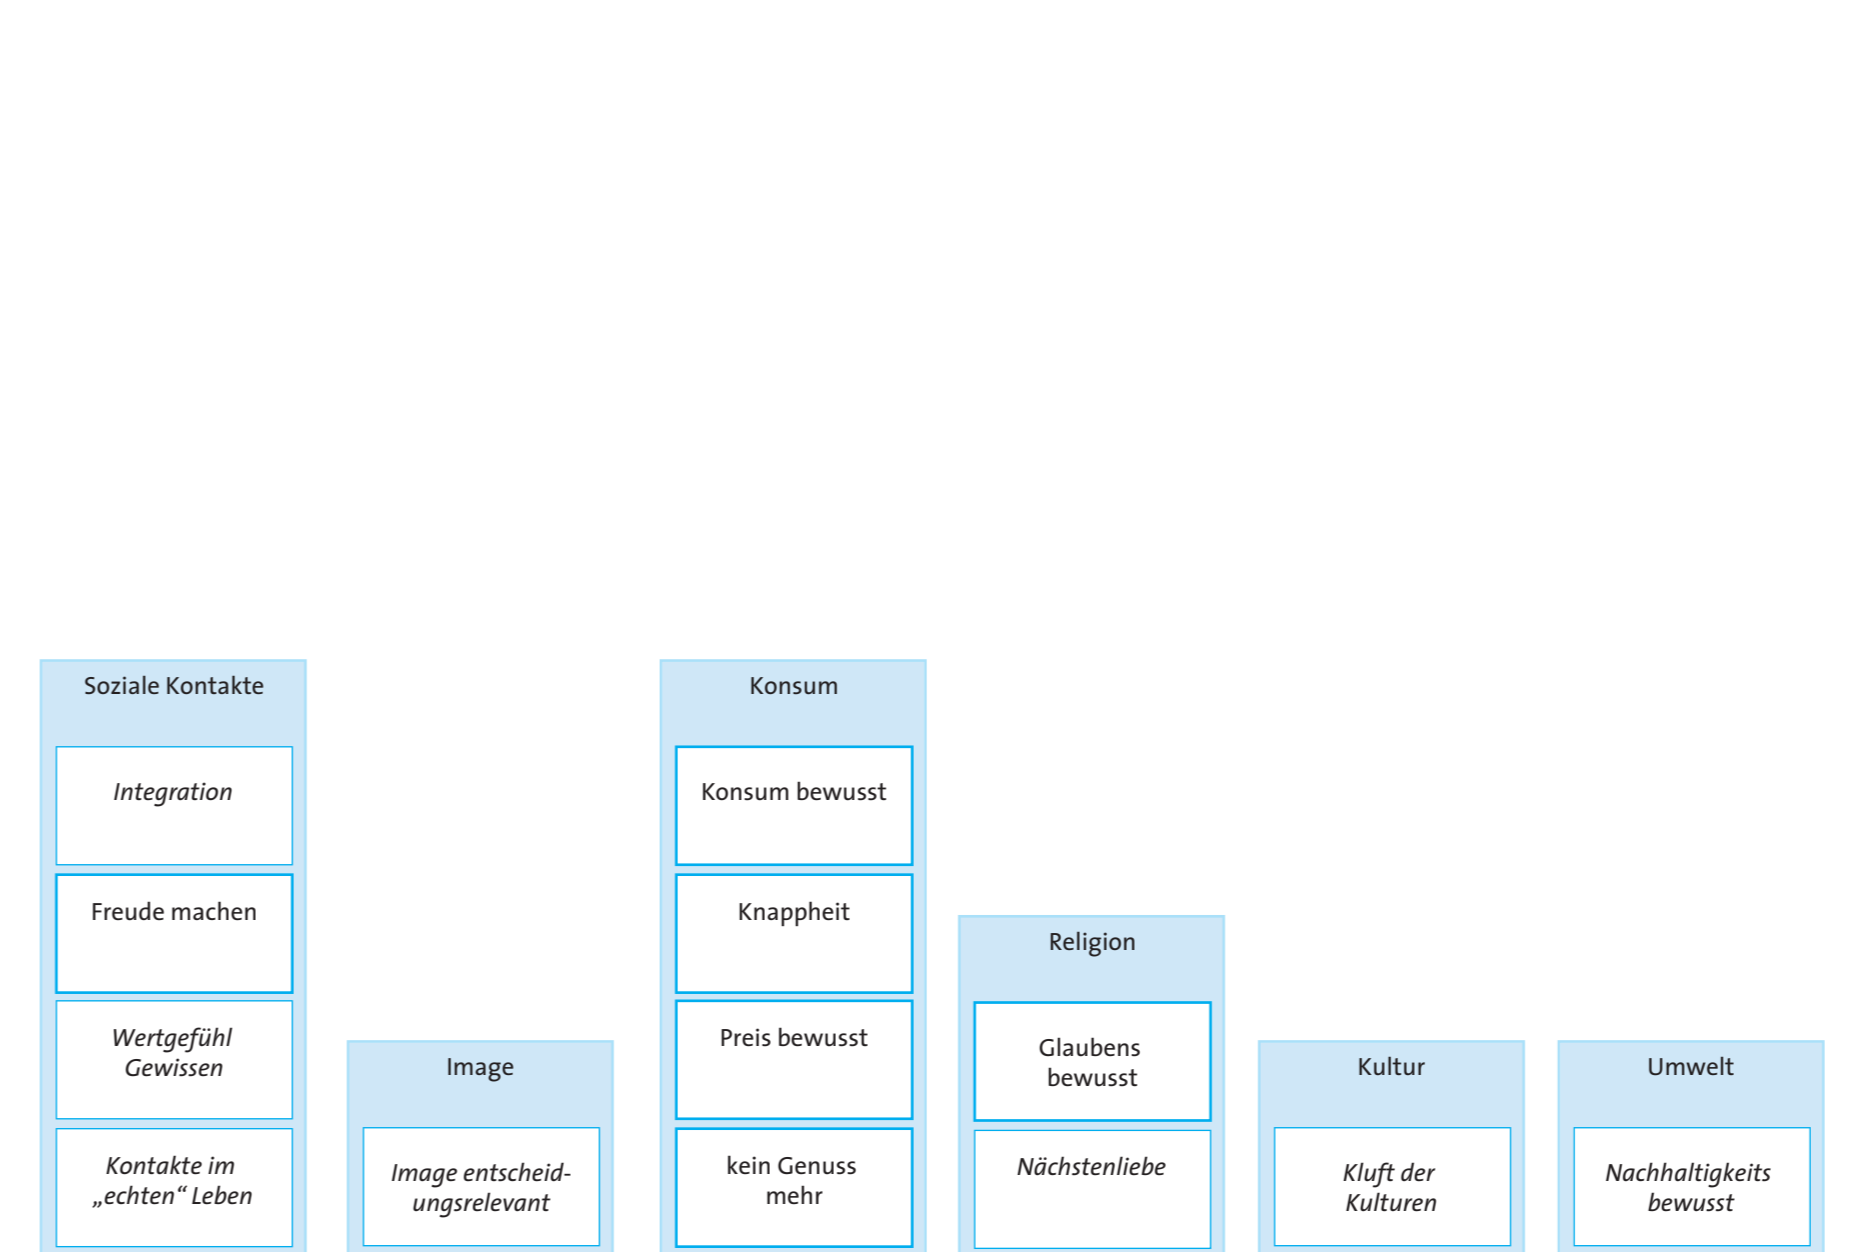 Soziale Kontakte
Integration
Freude machen
Wertgefühl
Gewissen
Kontakte im
„echten“ Leben
Image
Image entscheid-
ungsrelevant
Konsum
Konsum bewusst
Knappheit
Preis bewusst
kein Genuss
mehr
Religion
Glaubens
bewusst
Nächstenliebe
Kultur
Kluft der
Kulturen
Umwelt
Nachhaltigkeits
bewusst